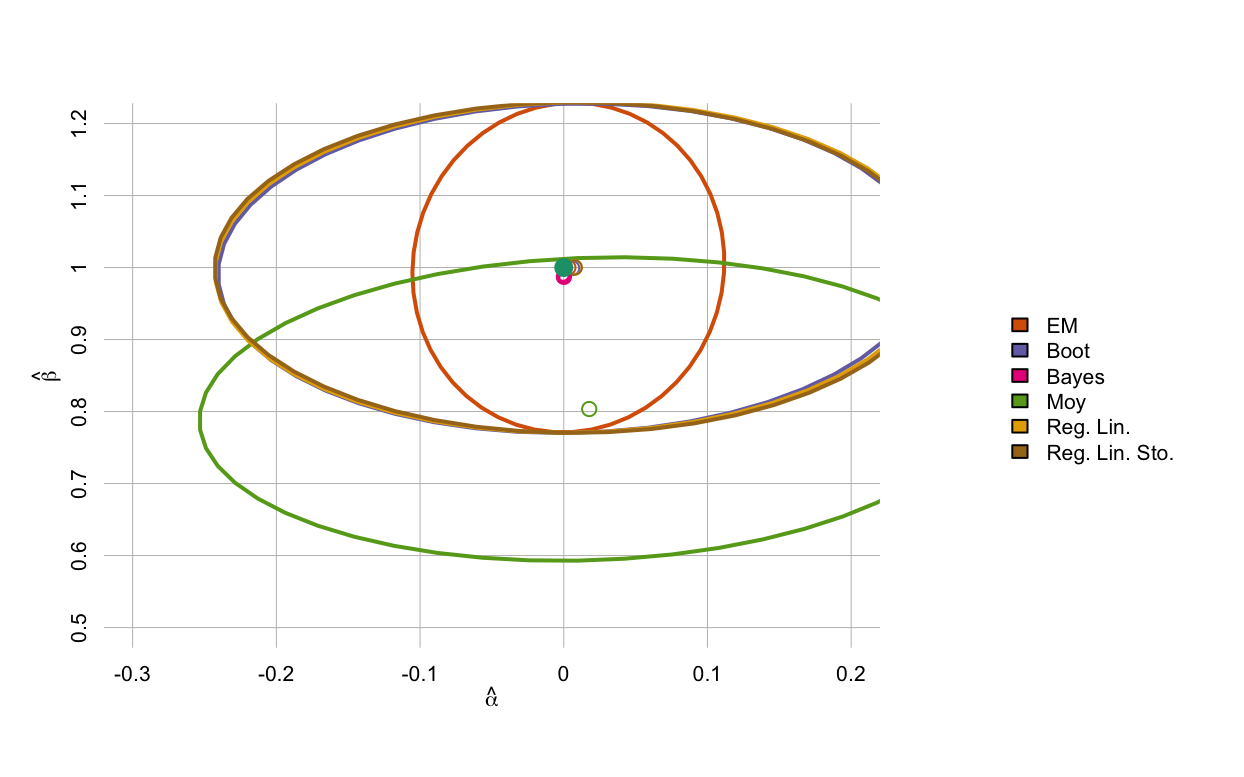 1.2
1.1
1
0.9
0.8
0.7
0.6
0.5
β̂
-0.3 -0.2 -0.1 0 0.1 0.2
α̂
EM
Boot
Bayes
Moy
Reg. Lin.
Reg. Lin. Sto.